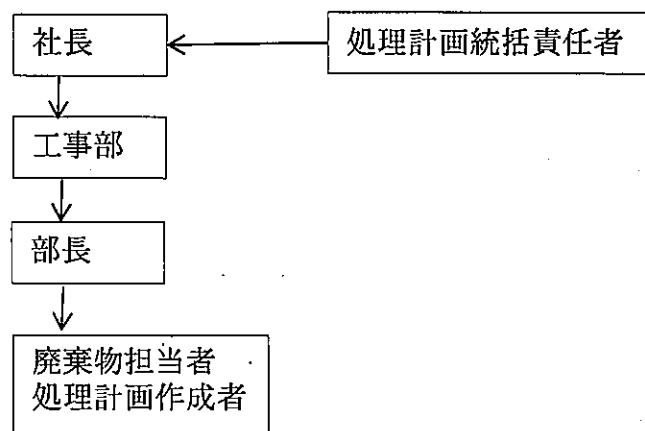 社長
処理計画統括責任者
工事部
部長
廃棄物担当者
処理計画作成者